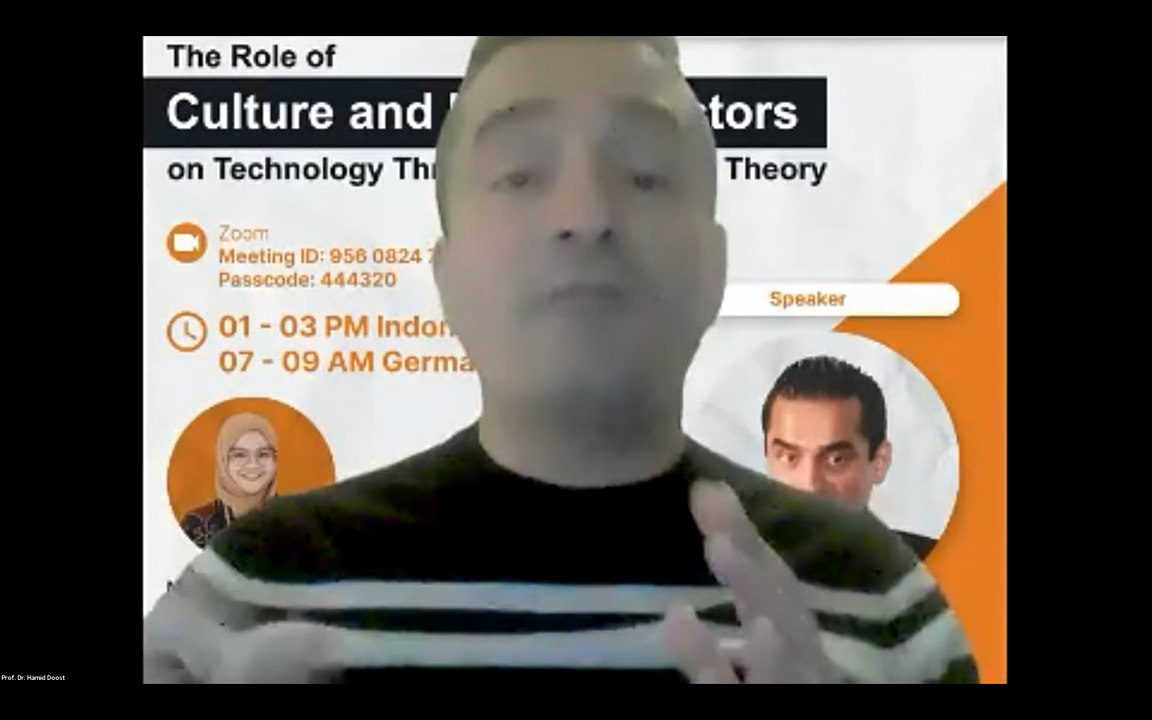 The Role of
Culture and tors
on Technology Th Theory
Zoom
Meeting ID: 956 0824
Passcode: 444320
01 - 03 PM Indon
07 - 09 AM Germa
Speaker
Prof. Dr. Hamid Doost